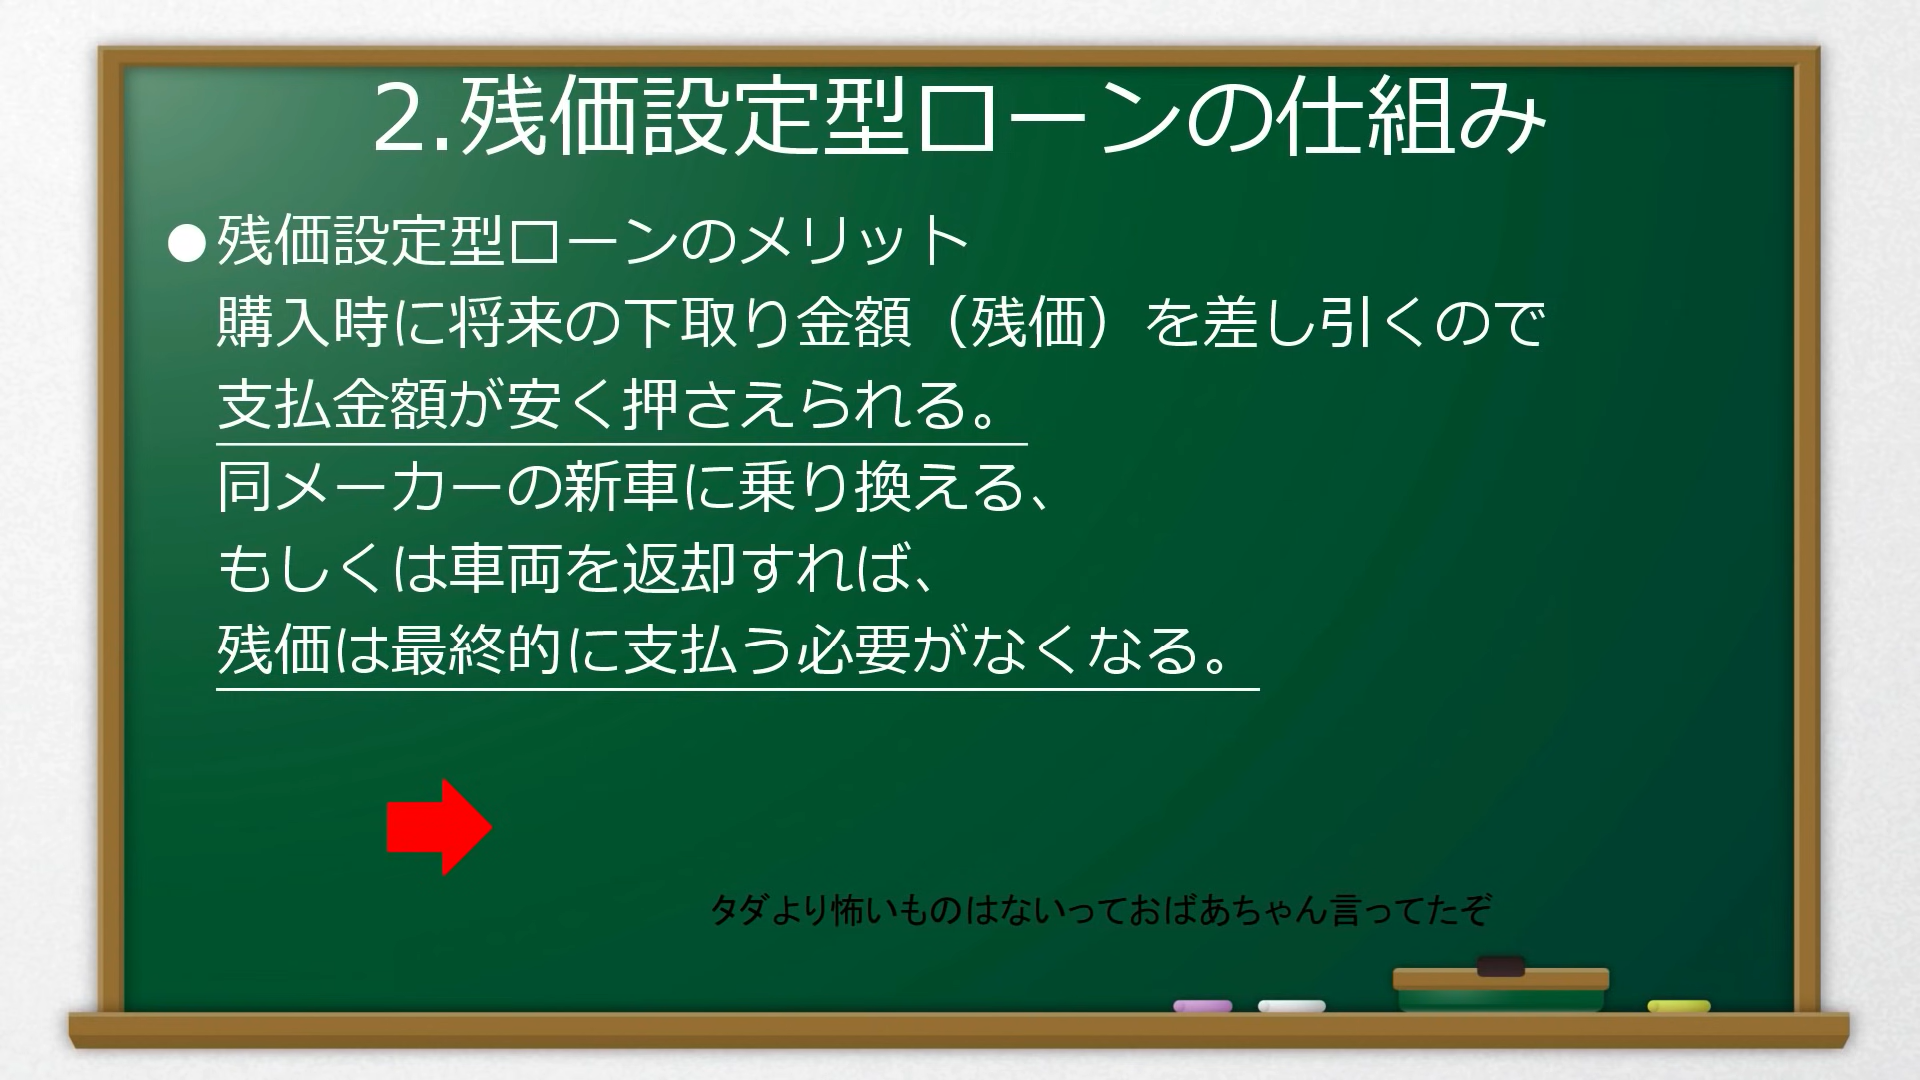 2.残価設定型ローンの仕組み
●残価設定型ローンのメリット
購入時に将来の下取り金額（残価）を差し引くので
支払金額が安く押さえられる。
同メーカーの新車に乗り換える、
もしくは車両を返却すれば、
残価は最終的に支払う必要がなくなる。
タダより怖いものはないっておばあちゃん言ってたぞ